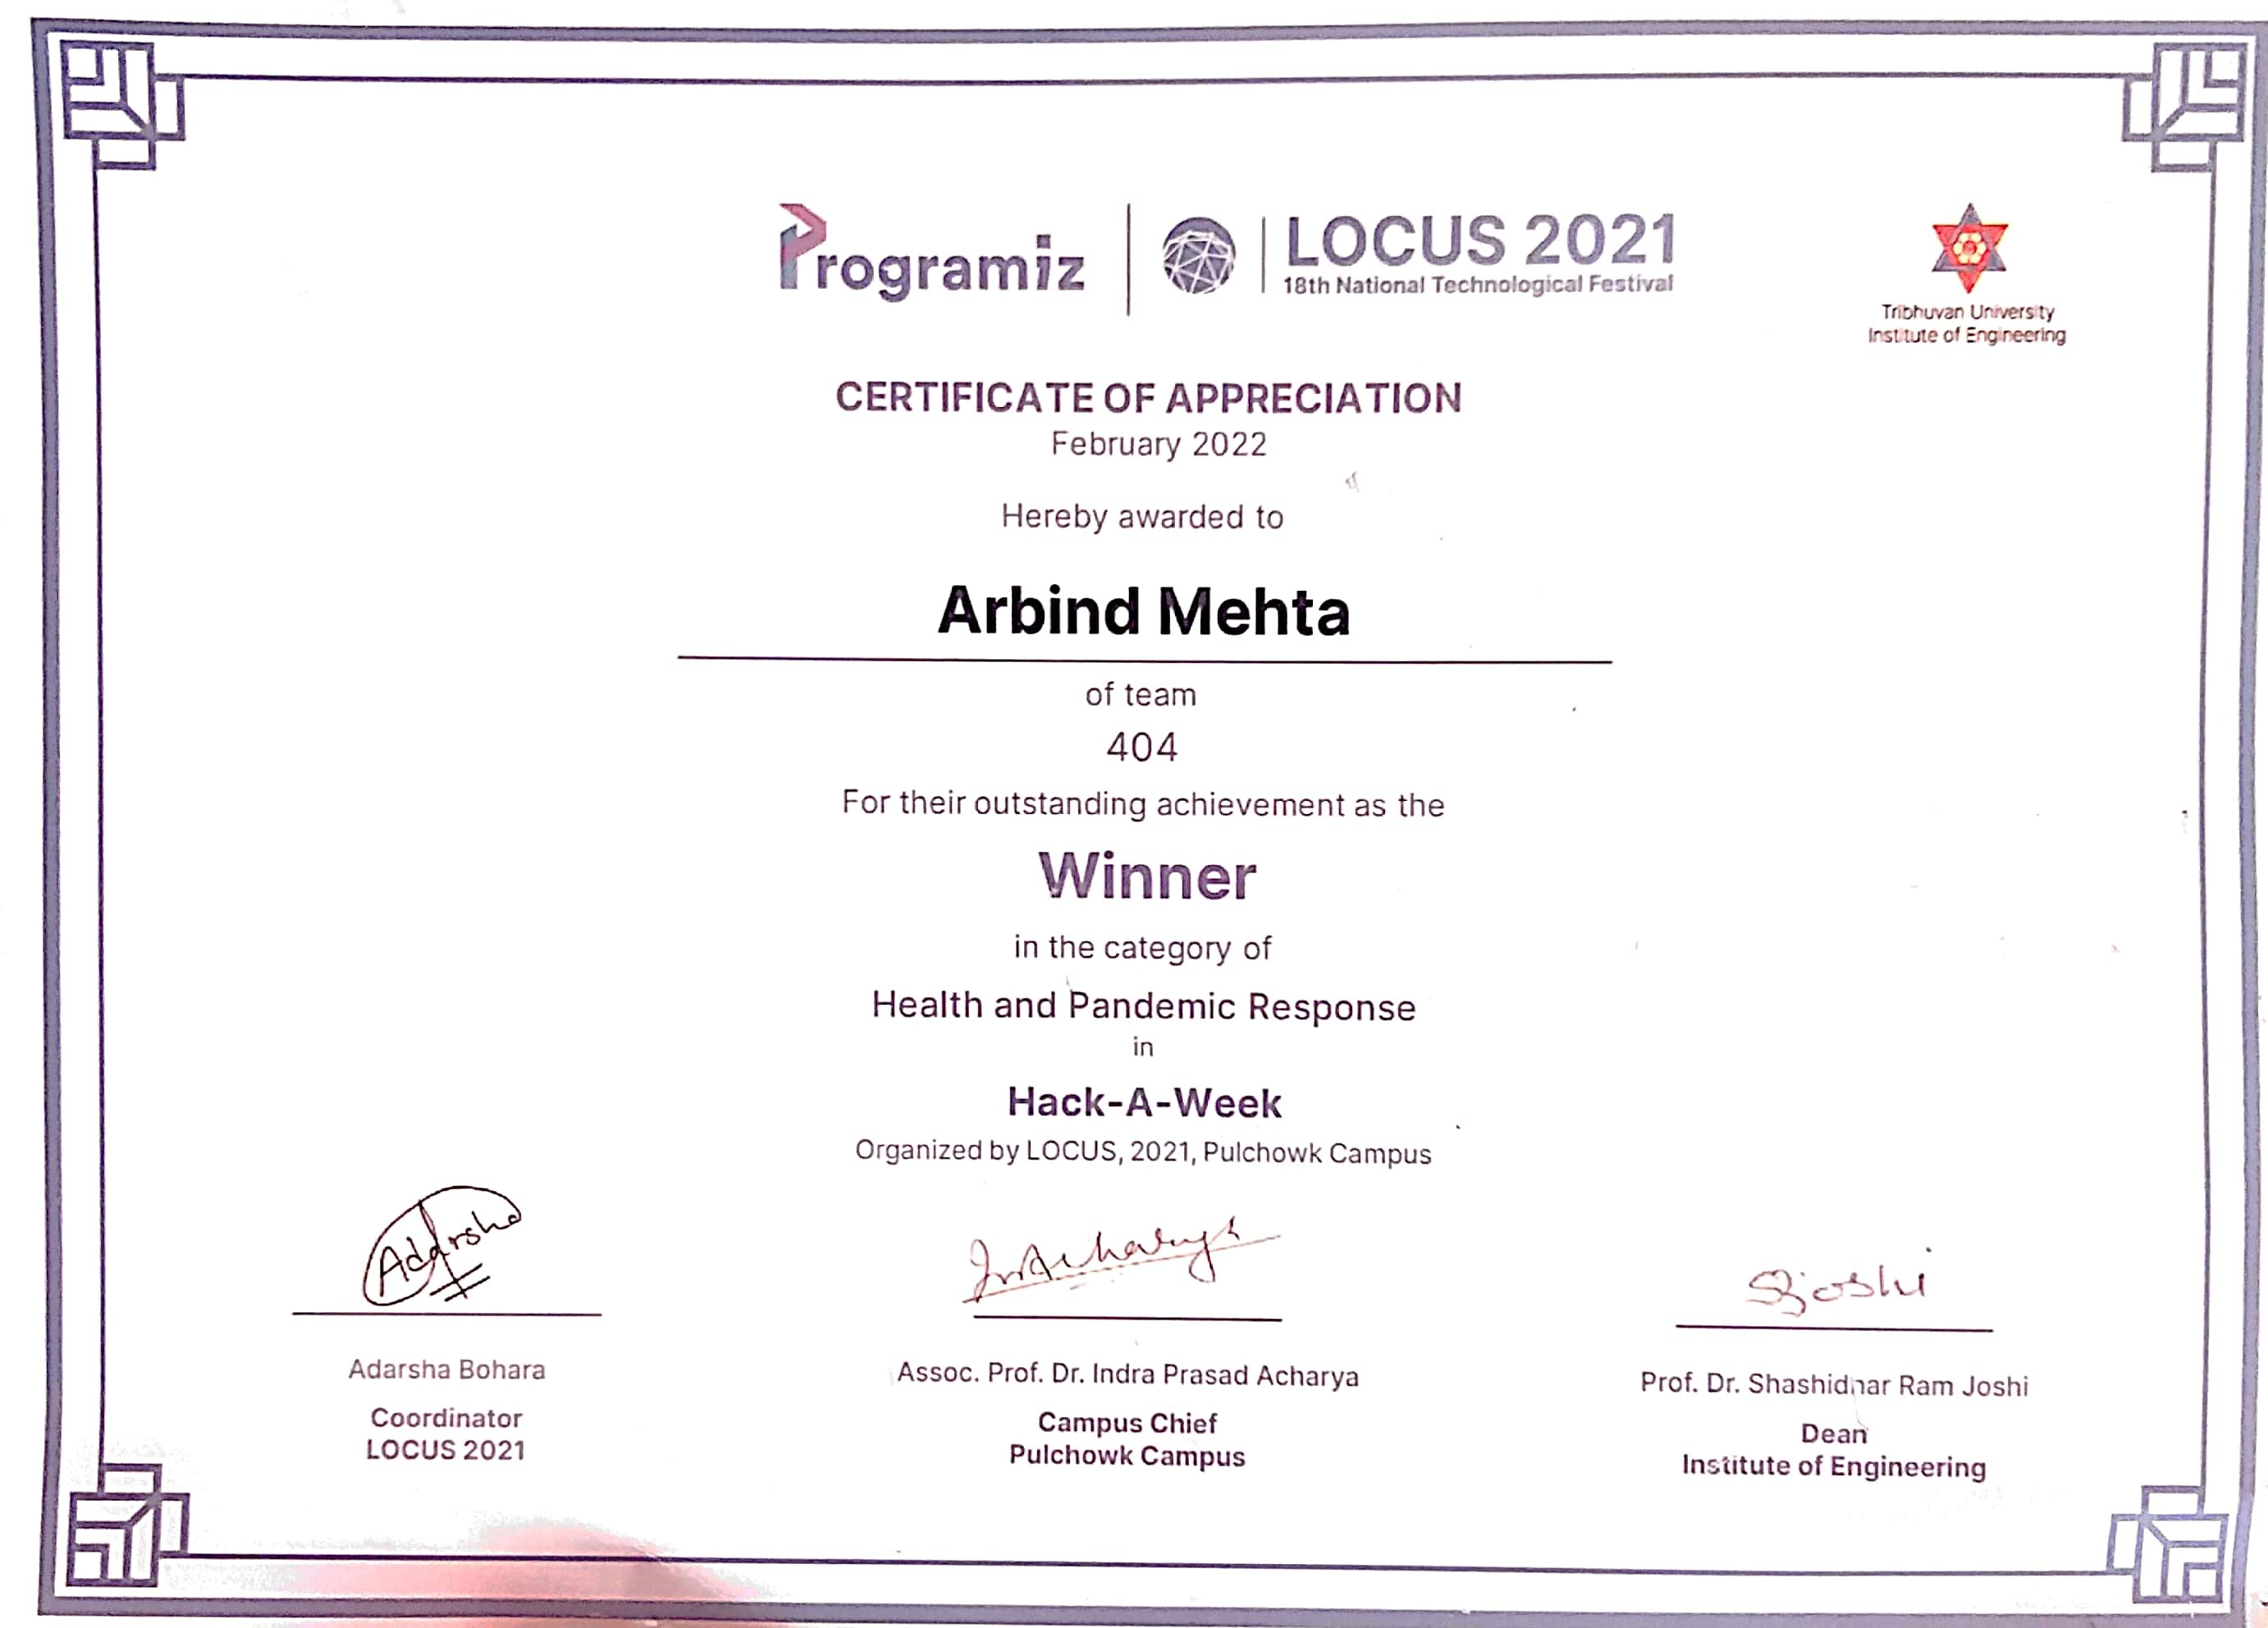 Programiz
LOCUS 2021
18th National Technological Festival
Tribhuvan University
Institute of Engineering
CERTIFICATE OF APPRECIATION
February 2022
Hereby awarded to
Arbind Mehta
of team
404
For their outstanding achievement as the
Winner
in the category of
Health and Pandemic Response
in
Hack-A-Week
Organized by LOCUS, 2021, Pulchowk Campus
Adarsha
Acharya
SRjoshi
Adarsha Bohara
Assoc. Prof. Dr. Indra Prasad Acharya
Prof. Dr. Shashidhar Ram Joshi
Coordinator
LOCUS 2021
Campus Chief
Pulchowk Campus
Dean
Institute of Engineering